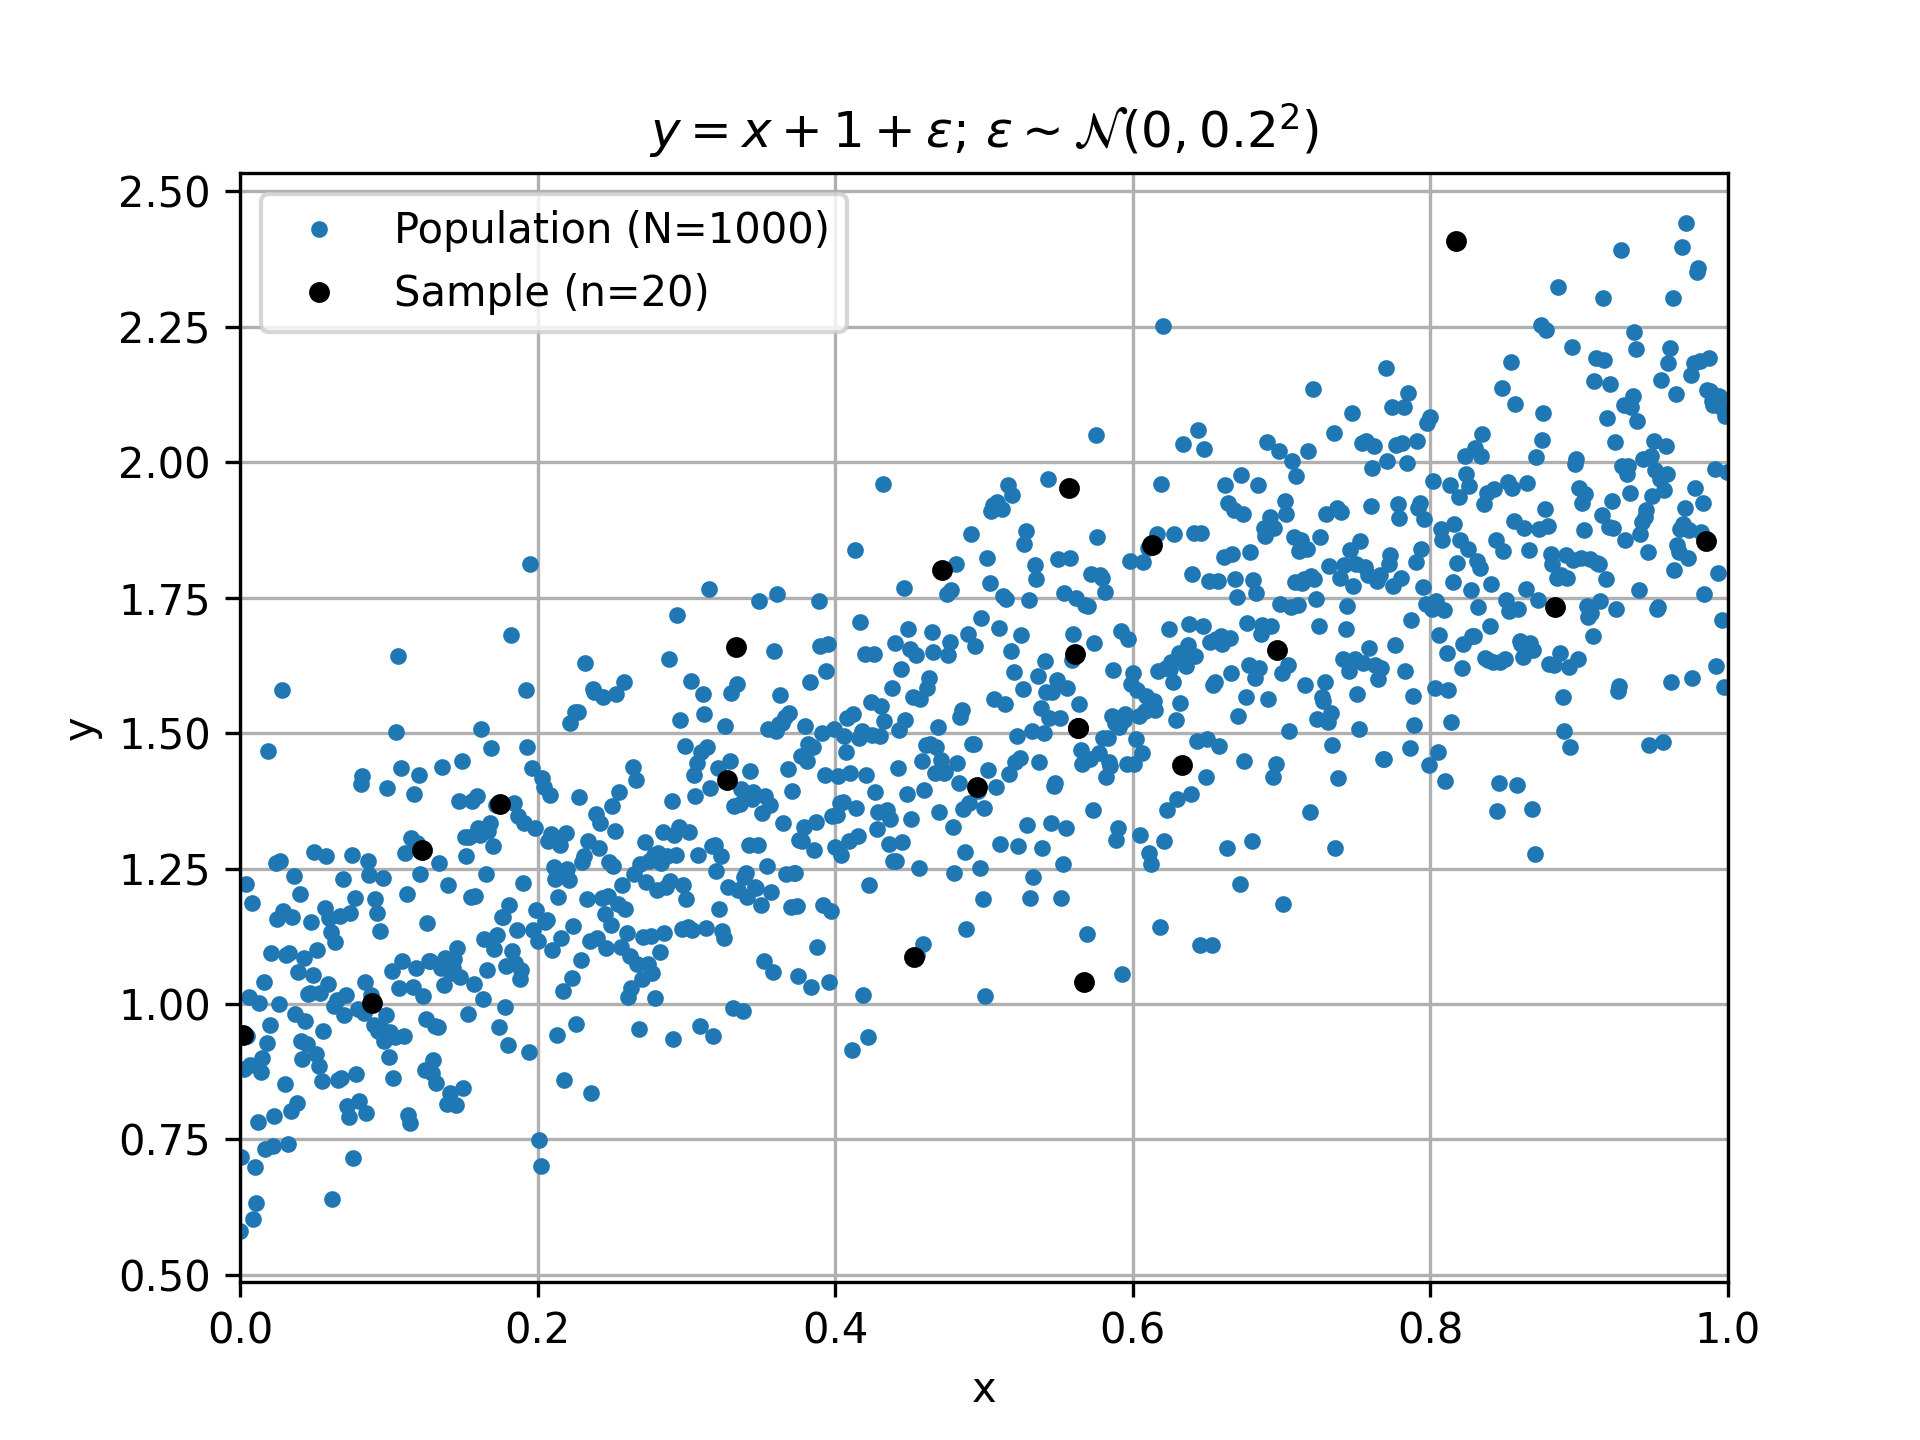 y = x + 1 + ε; ε ~ 𝒩(0, 0.2²)
Population (N=1000)
Sample (n=20)
2.50
2.25
2.00
1.75
1.50
1.25
1.00
0.75
0.50
y
0.0 0.2 0.4 0.6 0.8 1.0
x